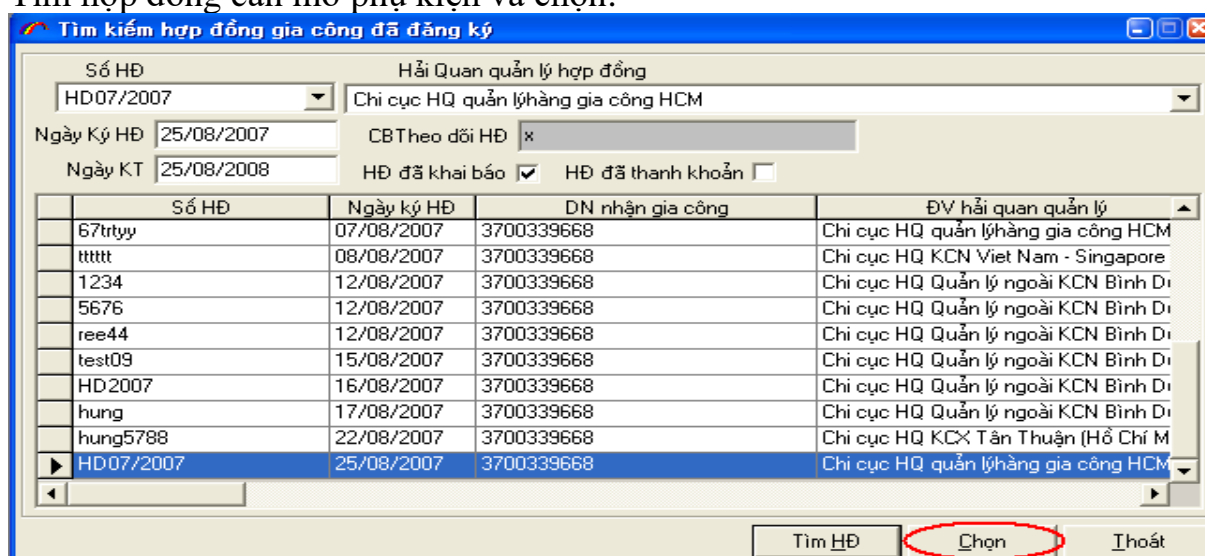 Tìm hợp đồng cần mở phụ kiện và chọn:
Tìm kiếm hợp đồng gia công đã đăng ký
Số HĐ Hải Quan quản lý hợp đồng
HD07/2007 Chi cục HQ quản lýhàng gia công HCM
Ngày Ký HĐ 25/08/2007 CBTheo dõi HĐ x
Ngày KT 25/08/2008 HĐ đã khai báo HĐ đã thanh khoản
Số HĐ Ngày ký HĐ DN nhận gia công ĐV hải quan quản lý
67trtyy 07/08/2007 3700339668 Chi cục HQ quản lýhàng gia công HCM
tttttt 08/08/2007 3700339668 Chi cục HQ KCN Viet Nam - Singapore
1234 12/08/2007 3700339668 Chi cục HQ Quản lý ngoài KCN Bình D
5676 12/08/2007 3700339668 Chi cục HQ Quản lý ngoài KCN Bình D
ree44 12/08/2007 3700339668 Chi cục HQ Quản lý ngoài KCN Bình D
test09 15/08/2007 3700339668 Chi cục HQ Quản lý ngoài KCN Bình D
HD2007 16/08/2007 3700339668 Chi cục HQ Quản lý ngoài KCN Bình D
hung 17/08/2007 3700339668 Chi cục HQ Quản lý ngoài KCN Bình D
hung5788 22/08/2007 3700339668 Chi cục HQ KCX Tân Thuận (Hồ Chí M
HD07/2007 25/08/2007 3700339668 Chi cục HQ quản lýhàng gia công HCM
Tìm HĐ Chọn Thoát